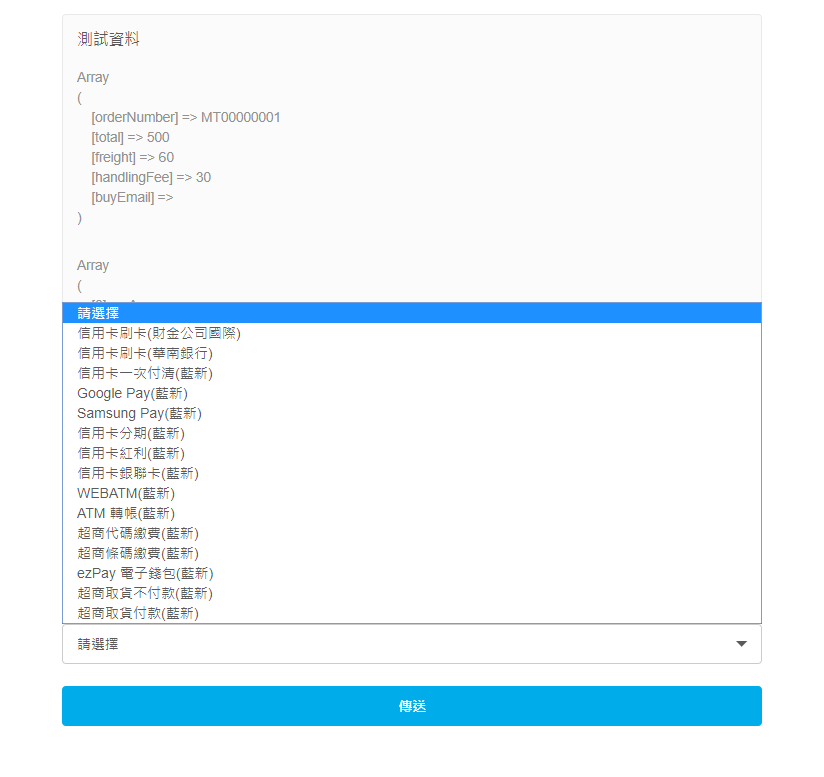 測試資料
Array
(
[orderNumber] => MT00000001
[total] => 500
[freight] => 60
[handlingFee] => 30
[buyEmail] =>
)
Array
(
請選擇
信用卡刷卡(財金公司國際)
信用卡刷卡(華南銀行)
信用卡一次付清(藍新)
Google Pay(藍新)
Samsung Pay(藍新)
信用卡分期(藍新)
信用卡紅利(藍新)
信用卡銀聯卡(藍新)
WEBATM(藍新)
ATM 轉帳(藍新)
超商代碼繳費(藍新)
超商條碼繳費(藍新)
ezPay 電子錢包(藍新)
超商取貨不付款(藍新)
超商取貨付款(藍新)
請選擇
傳送